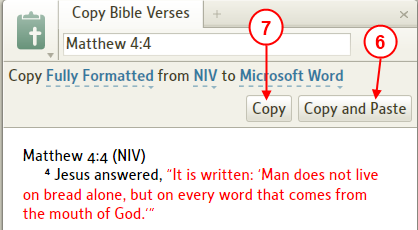 Copy Bible Verses +
7
6
Matthew 4:4
Copy Fully Formatted from NIV to Microsoft Word
Copy Copy and Paste
Matthew 4:4 (NIV)
⁴ Jesus answered, “It is written: ‘Man does not live
on bread alone, but on every word that comes from
the mouth of God.’“